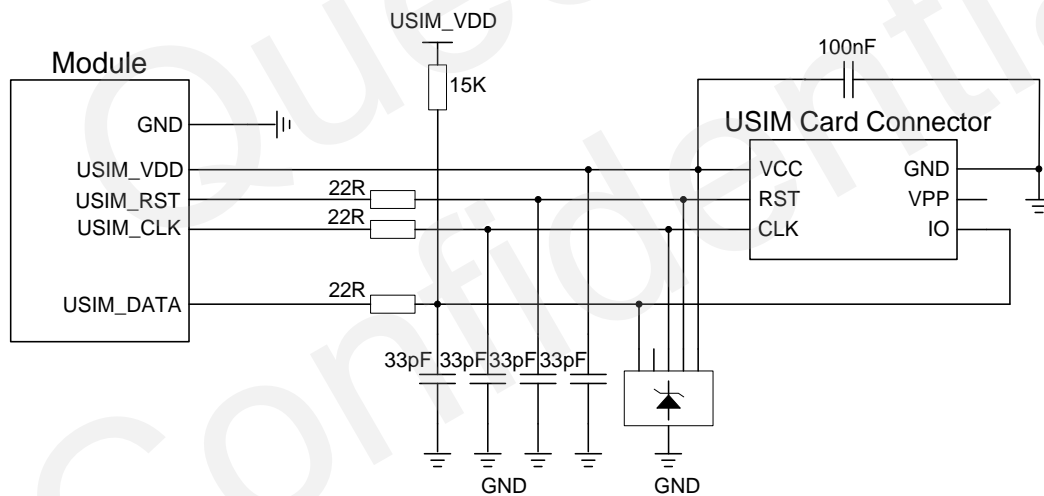 USIM_VDD
15K
100nF
Module
USIM Card Connector
GND
USIM_VDD
USIM_RST
USIM_CLK
USIM_DATA
22R
22R
22R
VCC
RST
CLK
GND
VPP
IO
33pF 33pF 33pF 33pF
GND
GND
Confidential